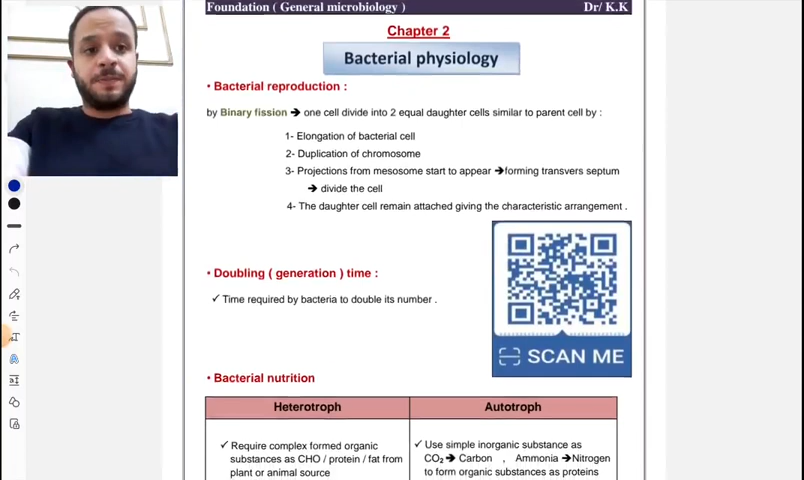 Foundation ( General microbiology ) Dr/ K.K
Chapter 2
Bacterial physiology
• Bacterial reproduction :
by Binary fission ➔ one cell divide into 2 equal daughter cells similar to parent cell by :
1- Elongation of bacterial cell
2- Duplication of chromosome
3- Projections from mesosome start to appear ➔forming transvers septum
➔ divide the cell
4- The daughter cell remain attached giving the characteristic arrangement .
• Doubling ( generation ) time :
✓ Time required by bacteria to double its number .
SCAN ME
• Bacterial nutrition
Heterotroph Autotroph
✓ Require complex formed organic
substances as CHO / protein / fat from
plant or animal source
✓ Use simple inorganic substance as
CO₂➔ Carbon , Ammonia ➔Nitrogen
to form organic substances as proteins